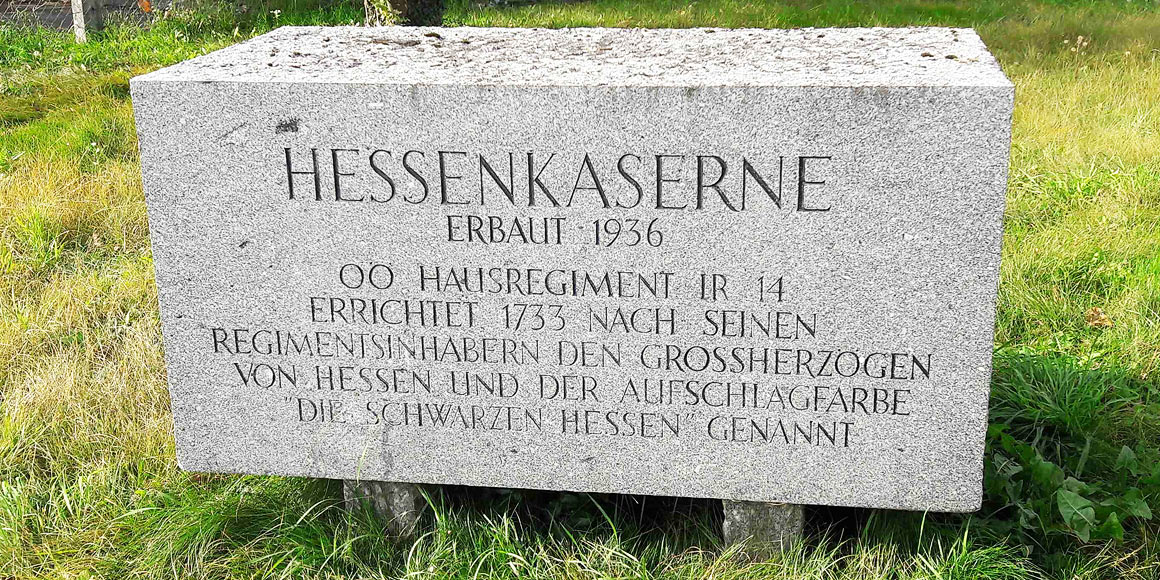 HESSENKASERNE
ERBAUT 1936
OÖ HAUSREGIMENT IR 14
ERRICHTET 1733 NACH SEINEN
REGIMENTSINHABERN DEN GROSSHERZÖGEN
VON HESSEN UND DER AUFSCHLAGFARBE
"DIE SCHWARZEN HESSEN" GENANNT